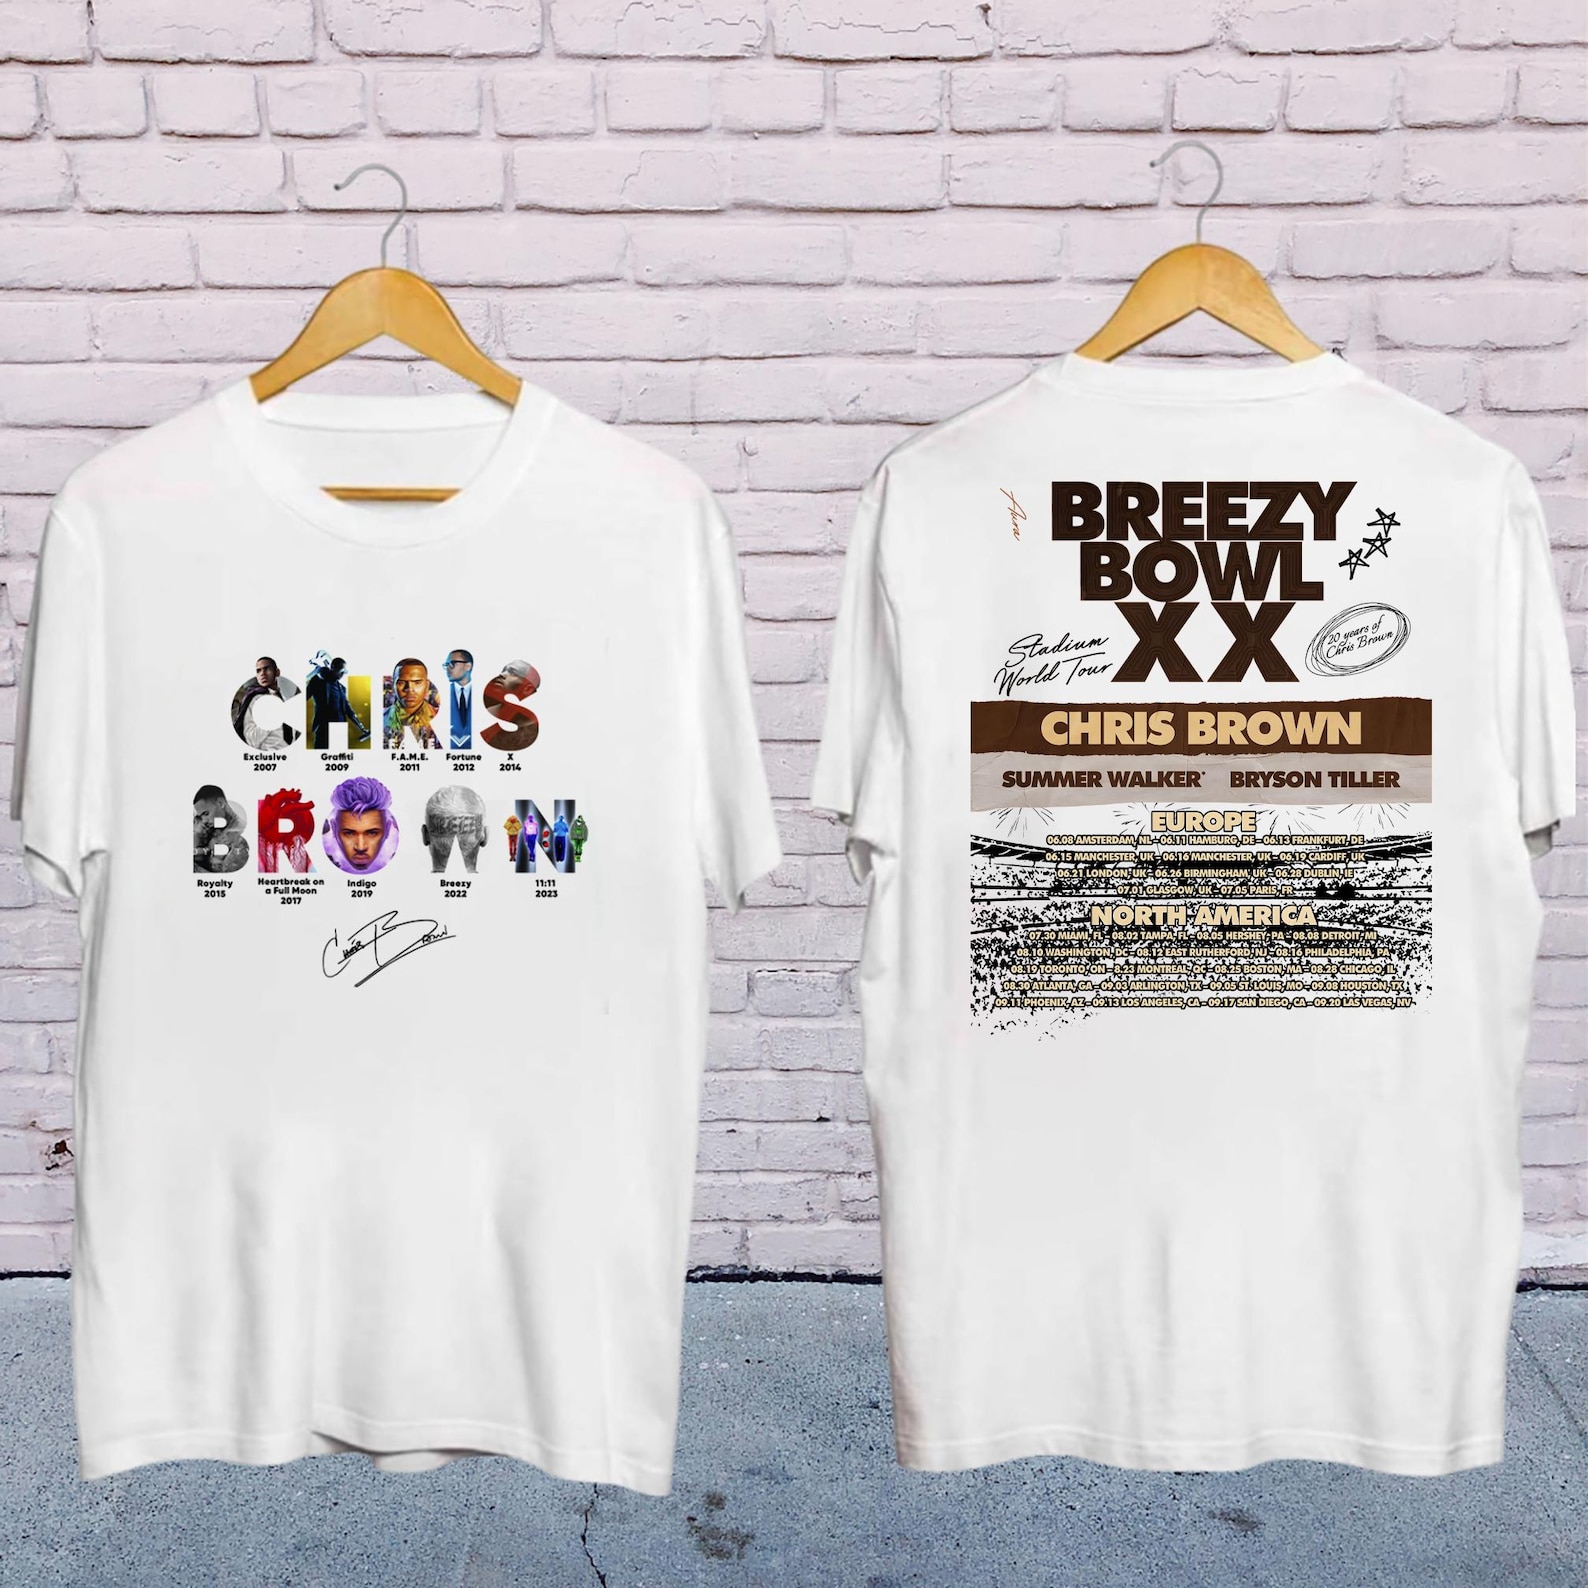 CHRIS
Exclusive 2007
Graffiti 2009
F.A.M.E. 2011
Fortune 2012
X 2014
BROWN
Royalty 2015
Heartbreak on a Full Moon 2017
Indigo 2019
Breezy 2022
11:11 2023
Chris Brown
Aura
BREEZY
BOWL
XX
Stadium
World Tour
20 years of
Chris Brown
CHRIS BROWN
SUMMER WALKER* BRYSON TILLER
EUROPE
06.08 AMSTERDAM, NL - 06.11 HAMBURG, DE - 06.13 FRANKFURT, DE
06.15 MANCHESTER, UK - 06.16 MANCHESTER, UK - 06.19 CARDIFF, UK
06.21 LONDON, UK - 06.26 BIRMINGHAM, UK - 06.28 DUBLIN, IE
07.01 GLASGOW, UK - 07.05 PARIS, FR
NORTH AMERICA
07.30 MIAMI, FL - 08.02 TAMPA, FL - 08.05 HERSHEY, PA - 08.08 DETROIT, MI
08.10 WASHINGTON, DC - 08.12 EAST RUTHERFORD, NJ - 08.16 PHILADELPHIA, PA
08.19 TORONTO, ON - 8.23 MONTREAL, QC - 08.25 BOSTON, MA - 08.28 CHICAGO, IL
08.30 ATLANTA, GA - 09.03 ARLINGTON, TX - 09.05 ST. LOUIS, MO - 09.08 HOUSTON, TX
09.11 PHOENIX, AZ - 09.13 LOS ANGELES, CA - 09.17 SAN DIEGO, CA - 09.20 LAS VEGAS, NV